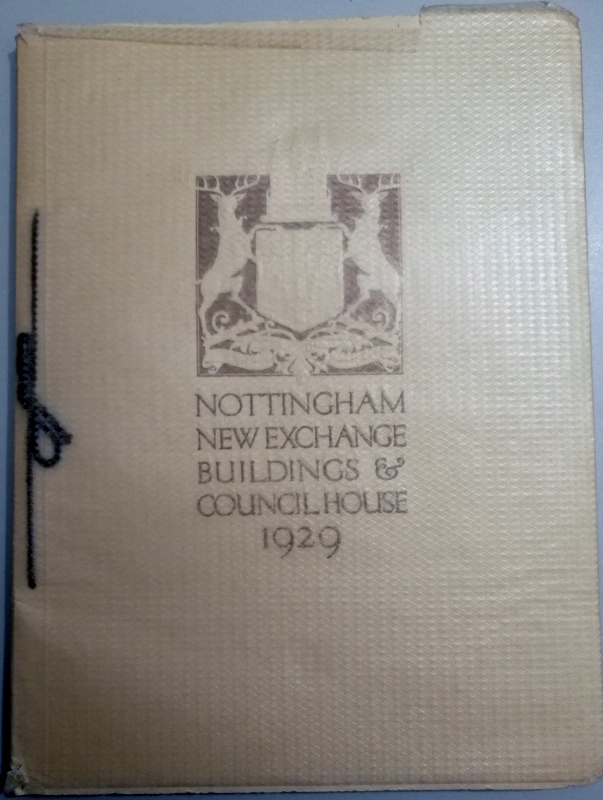 NOTTINGHAM
NEW EXCHANGE
BUILDINGS &
COUNCIL HOUSE
1929